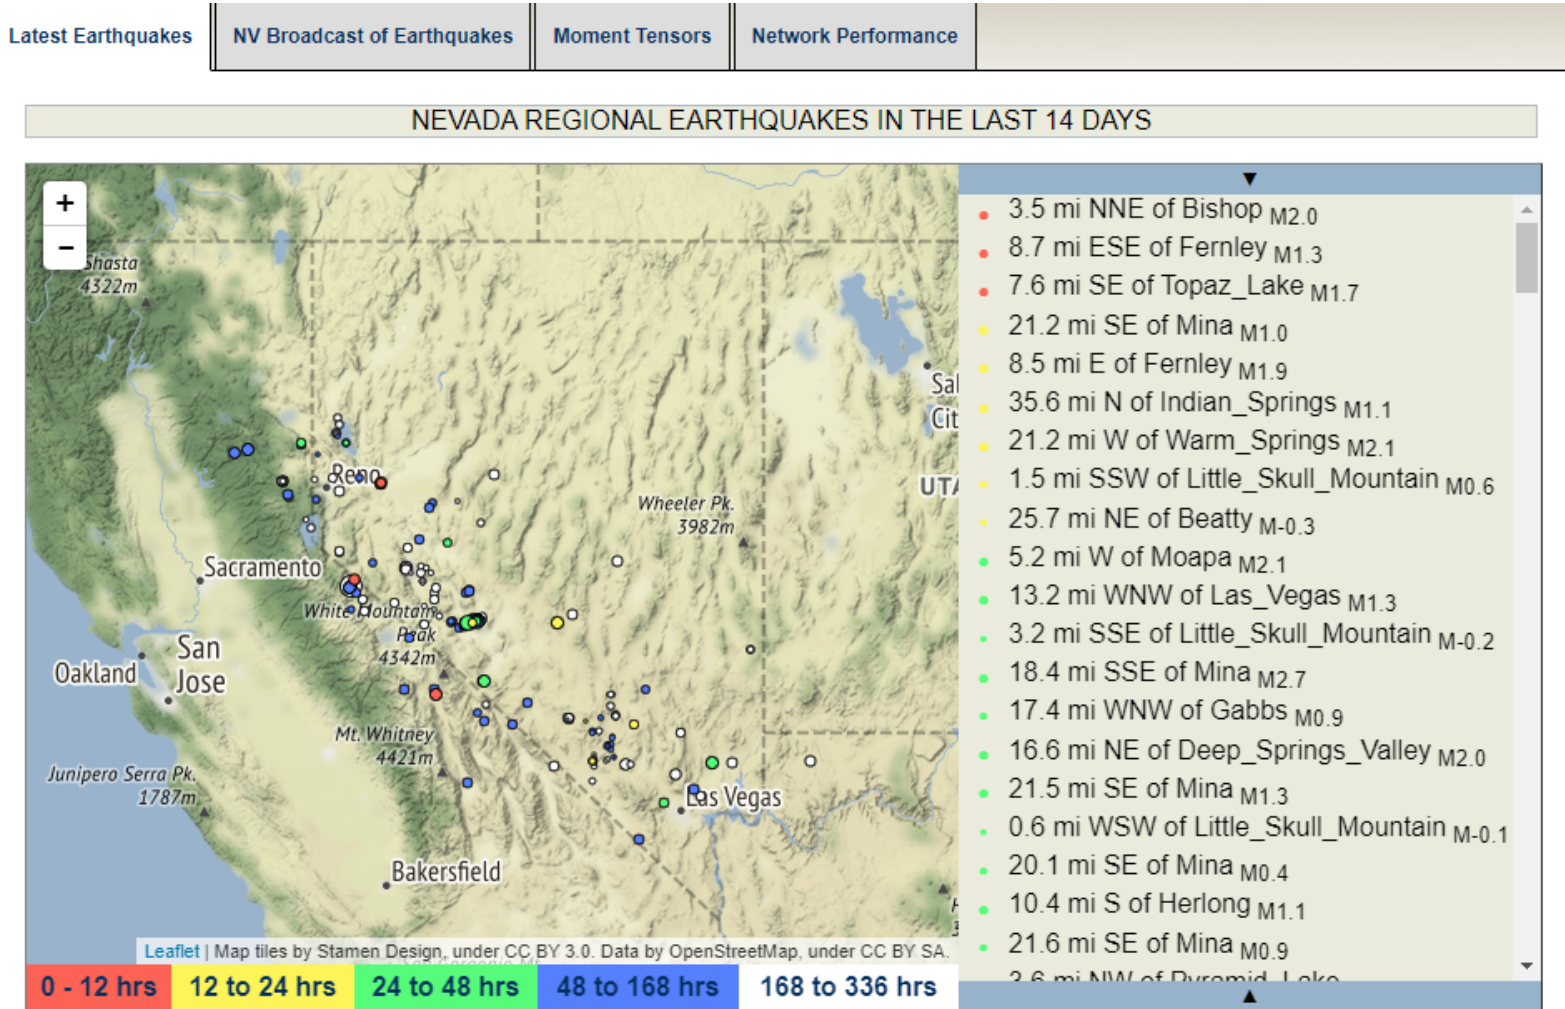 Latest Earthquakes
NV Broadcast of Earthquakes
Moment Tensors
Network Performance
NEVADA REGIONAL EARTHQUAKES IN THE LAST 14 DAYS
+
−
Shasta
4322m
Reno
Sacramento
White Mountain
Peak
4342m
San
Jose
Oakland
Mt. Whitney
4421m
Junipero Serra Pk.
1787m
Bakersfield
Wheeler Pk.
3982m
Sal
Cit
UTA
Las Vegas
Leaflet | Map tiles by Stamen Design, under CC BY 3.0. Data by OpenStreetMap, under CC BY SA.
0 - 12 hrs
12 to 24 hrs
24 to 48 hrs
48 to 168 hrs
168 to 336 hrs
▼
3.5 mi NNE of Bishop M2.0
8.7 mi ESE of Fernley M1.3
7.6 mi SE of Topaz_Lake M1.7
21.2 mi SE of Mina M1.0
8.5 mi E of Fernley M1.9
35.6 mi N of Indian_Springs M1.1
21.2 mi W of Warm_Springs M2.1
1.5 mi SSW of Little_Skull_Mountain M0.6
25.7 mi NE of Beatty M-0.3
5.2 mi W of Moapa M2.1
13.2 mi WNW of Las_Vegas M1.3
3.2 mi SSE of Little_Skull_Mountain M-0.2
18.4 mi SSE of Mina M2.7
17.4 mi WNW of Gabbs M0.9
16.6 mi NE of Deep_Springs_Valley M2.0
21.5 mi SE of Mina M1.3
0.6 mi WSW of Little_Skull_Mountain M-0.1
20.1 mi SE of Mina M0.4
10.4 mi S of Herlong M1.1
21.6 mi SE of Mina M0.9
3.6 mi NW of Pyramid_Lake
▲